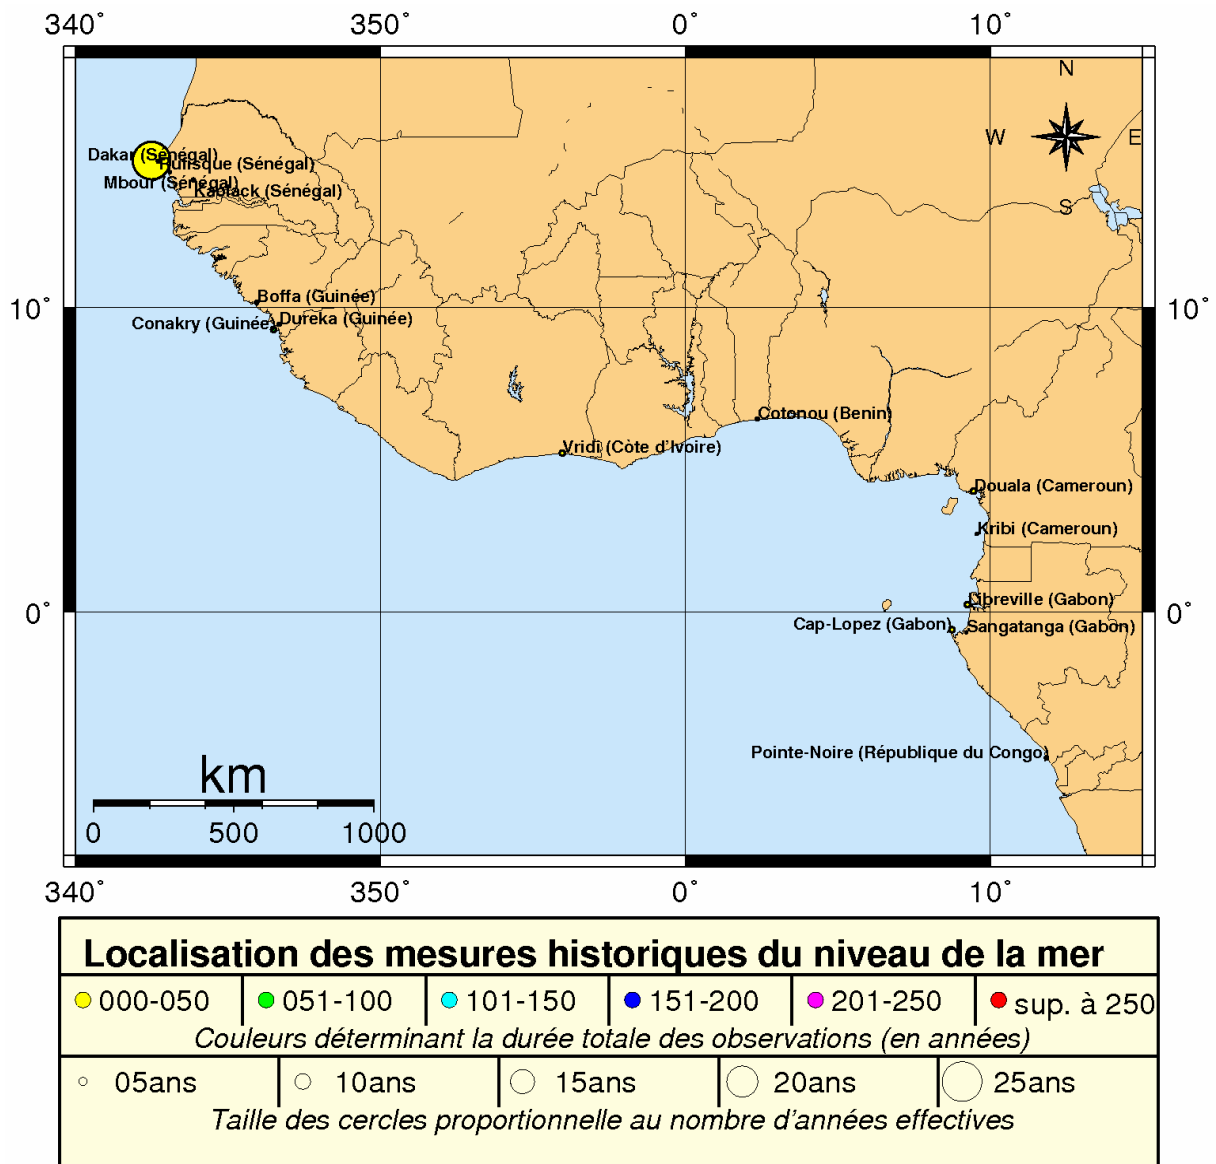 340° 350° 0° 10°
N
W E
S
Dakar (Sénégal)
Rufisque (Sénégal)
Mbour (Sénégal)
Kaolack (Sénégal)
Boffa (Guinée)
10° 10°
Conakry (Guinée)
Dureka (Guinée)
Cotonou (Benin)
Vridi (Côte d'Ivoire)
Douala (Cameroun)
Kribi (Cameroun)
Libreville (Gabon)
0° 0°
Cap-Lopez (Gabon)
Sangatanga (Gabon)
Pointe-Noire (République du Congo)
km
0 500 1000
340° 350° 0° 10°
Localisation des mesures historiques du niveau de la mer
000-050 051-100 101-150 151-200 201-250 sup. à 250
Couleurs déterminant la durée totale des observations (en années)
05ans 10ans 15ans 20ans 25ans
Taille des cercles proportionnelle au nombre d'années effectives